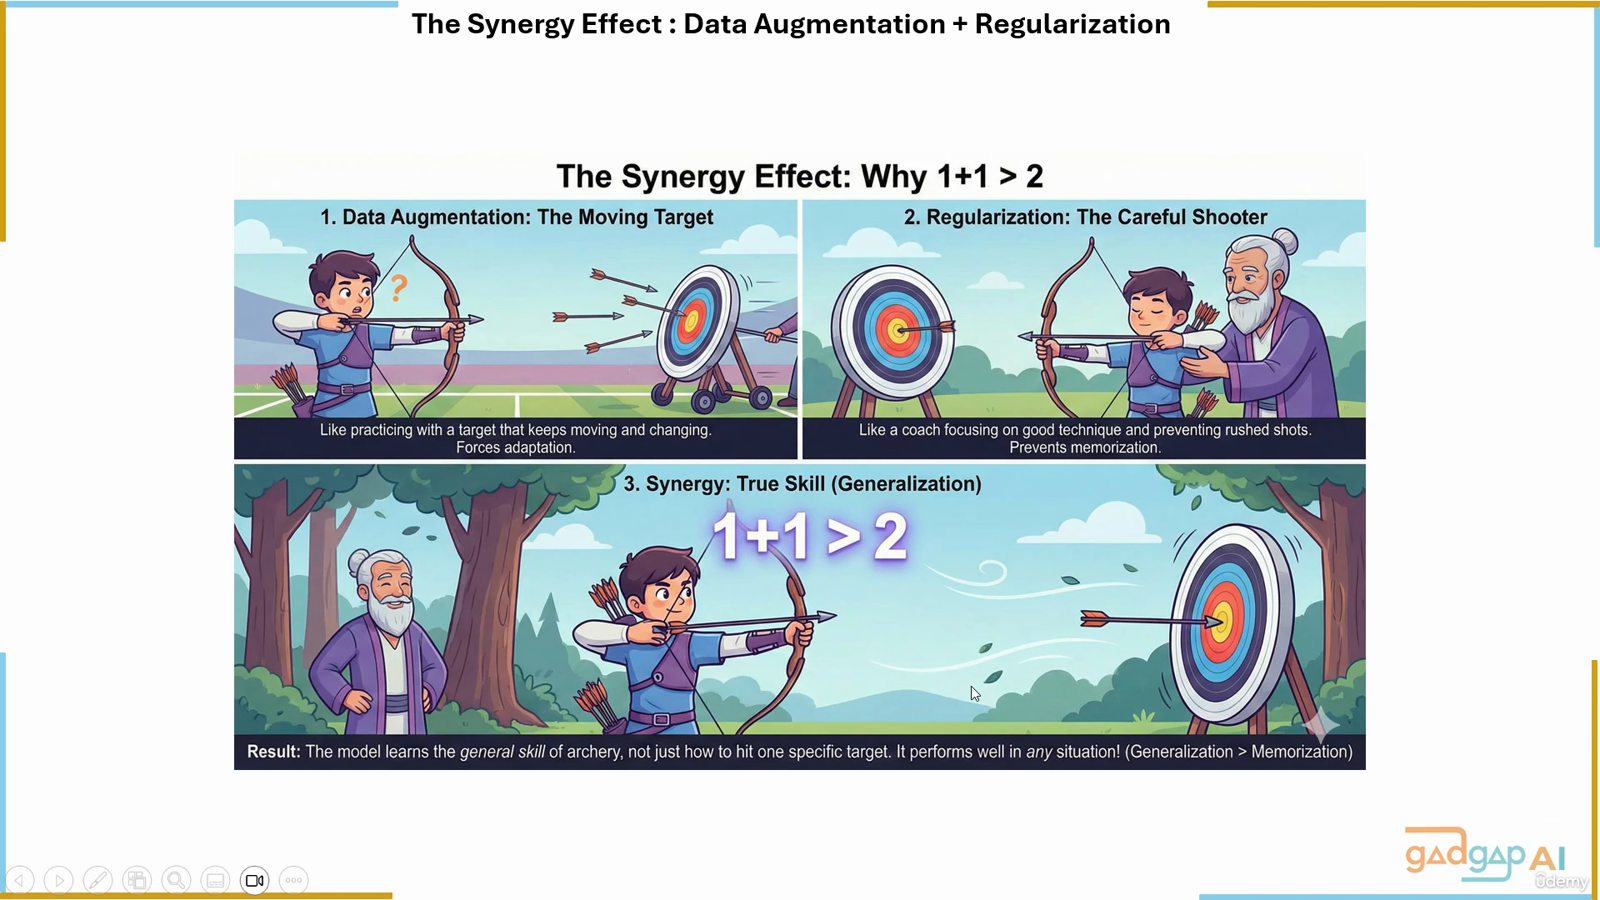 The Synergy Effect : Data Augmentation + Regularization
The Synergy Effect: Why 1+1 > 2
1. Data Augmentation: The Moving Target
?
Like practicing with a target that keeps moving and changing.
Forces adaptation.
2. Regularization: The Careful Shooter
Like a coach focusing on good technique and preventing rushed shots.
Prevents memorization.
3. Synergy: True Skill (Generalization)
1+1 > 2
Result: The model learns the general skill of archery, not just how to hit one specific target. It performs well in any situation! (Generalization > Memorization)
gadgap AI
ûdemy